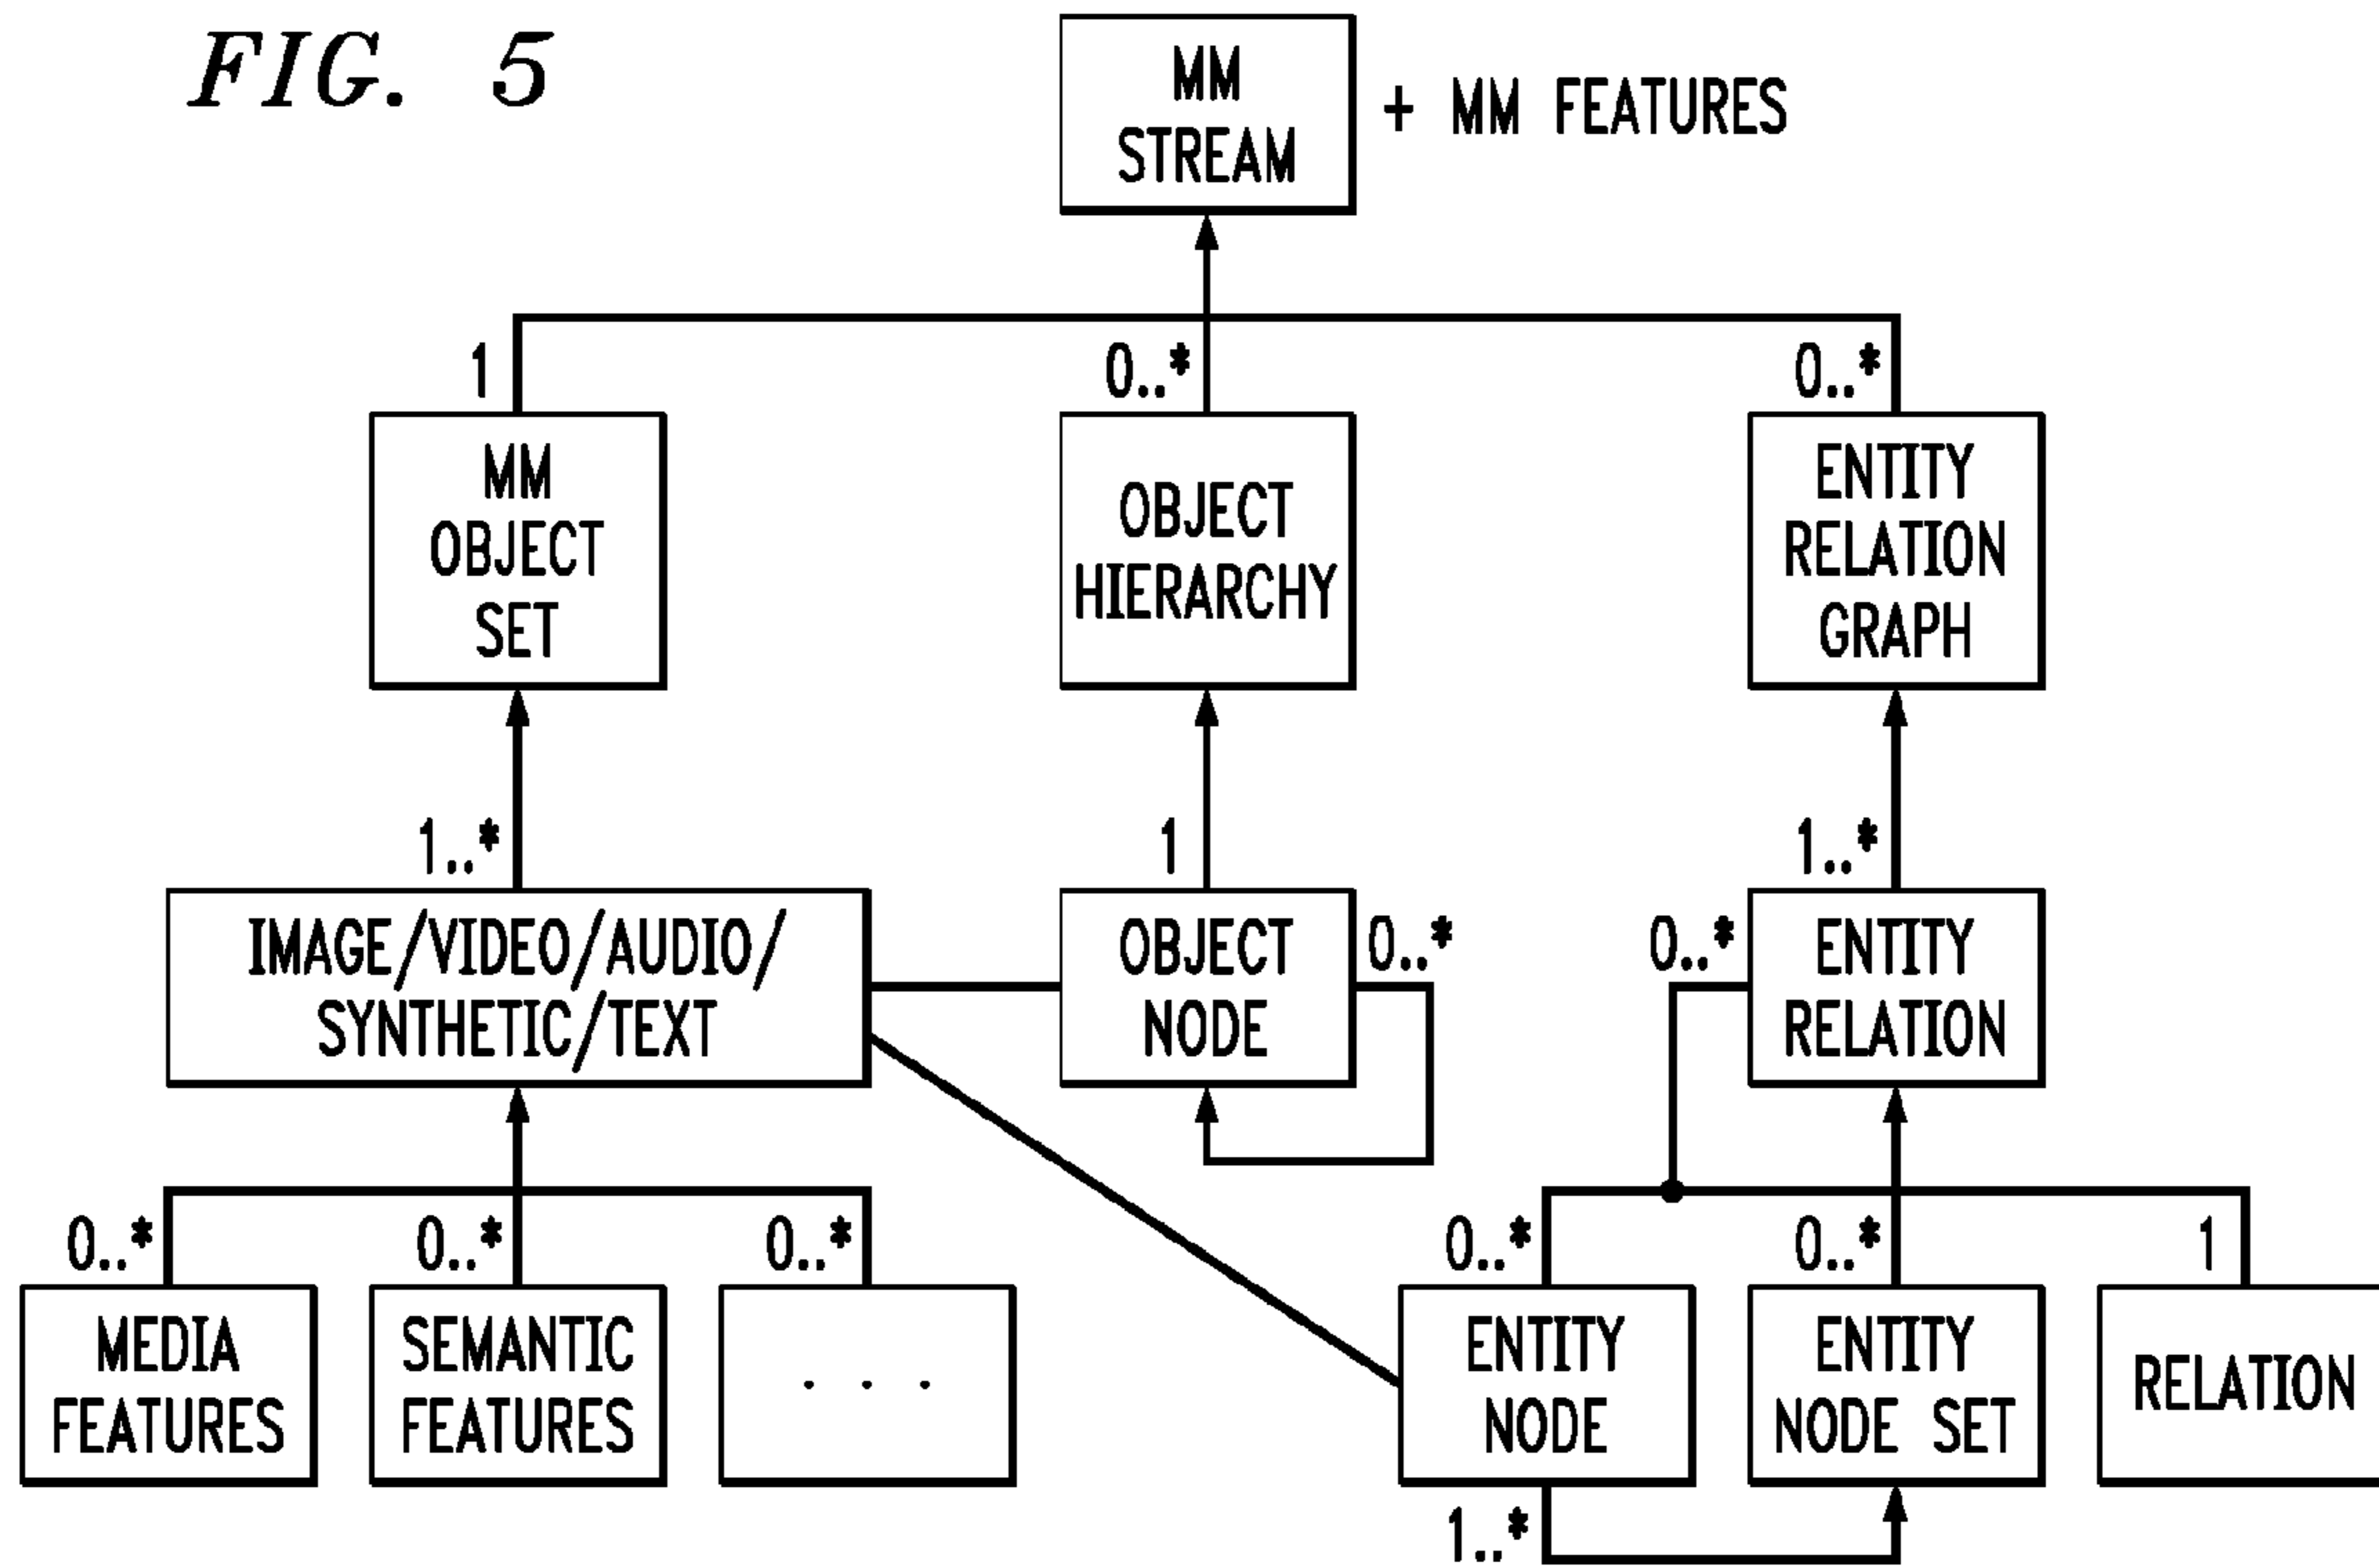 FIG. 5
MM
STREAM
+ MM FEATURES
1
0..*
0..*
MM
OBJECT
SET
OBJECT
HIERARCHY
ENTITY
RELATION
GRAPH
1..*
1
1..*
IMAGE/VIDEO/AUDIO/
SYNTHETIC/TEXT
OBJECT
NODE
0..*
0..*
ENTITY
RELATION
0..*
0..*
0..*
0..*
0..*
1
MEDIA
FEATURES
SEMANTIC
FEATURES
. . .
ENTITY
NODE
ENTITY
NODE SET
RELATION
1..*